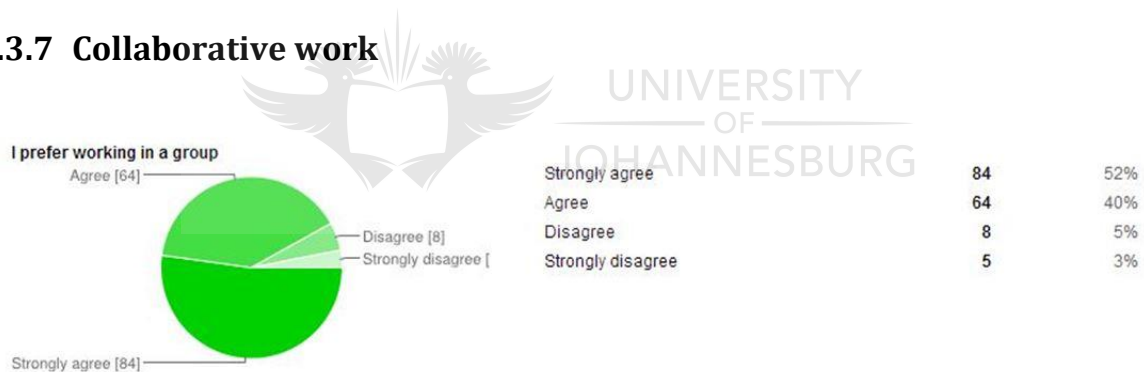 .3.7 Collaborative work
UNIVERSITY
OF
JOHANNESBURG
I prefer working in a group
Agree [64]
Disagree [8]
Strongly disagree [
Strongly agree [84]
Strongly agree 84 52%
Agree 64 40%
Disagree 8 5%
Strongly disagree 5 3%